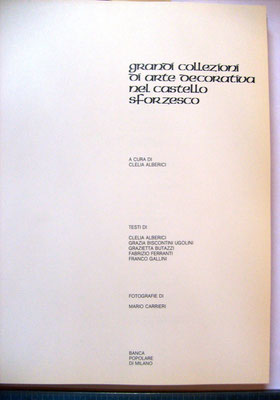 grandi collezioni
di arte decorativa
nel castello
sforzesco
A CURA DI
CLELIA ALBERICI
TESTI DI
CLELIA ALBERICI
GRAZIA BISCONTINI UGOLINI
GRAZIETTA BUTAZZI
FABRIZIO FERRANTI
FRANCO GALLINI
FOTOGRAFIE DI
MARIO CARRIERI
BANCA
POPOLARE
DI MILANO